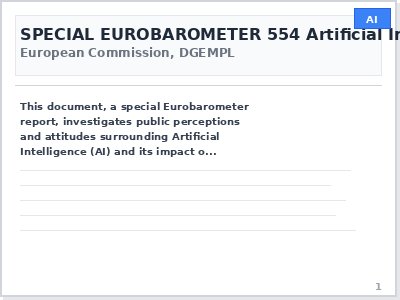 AI
SPECIAL EUROBAROMETER 554 Artificial
European Commission, DGEMPL
This document, a special Eurobarometer
report, investigates public perceptions
and attitudes surrounding Artificial
Intelligence (AI) and its impact o...
1